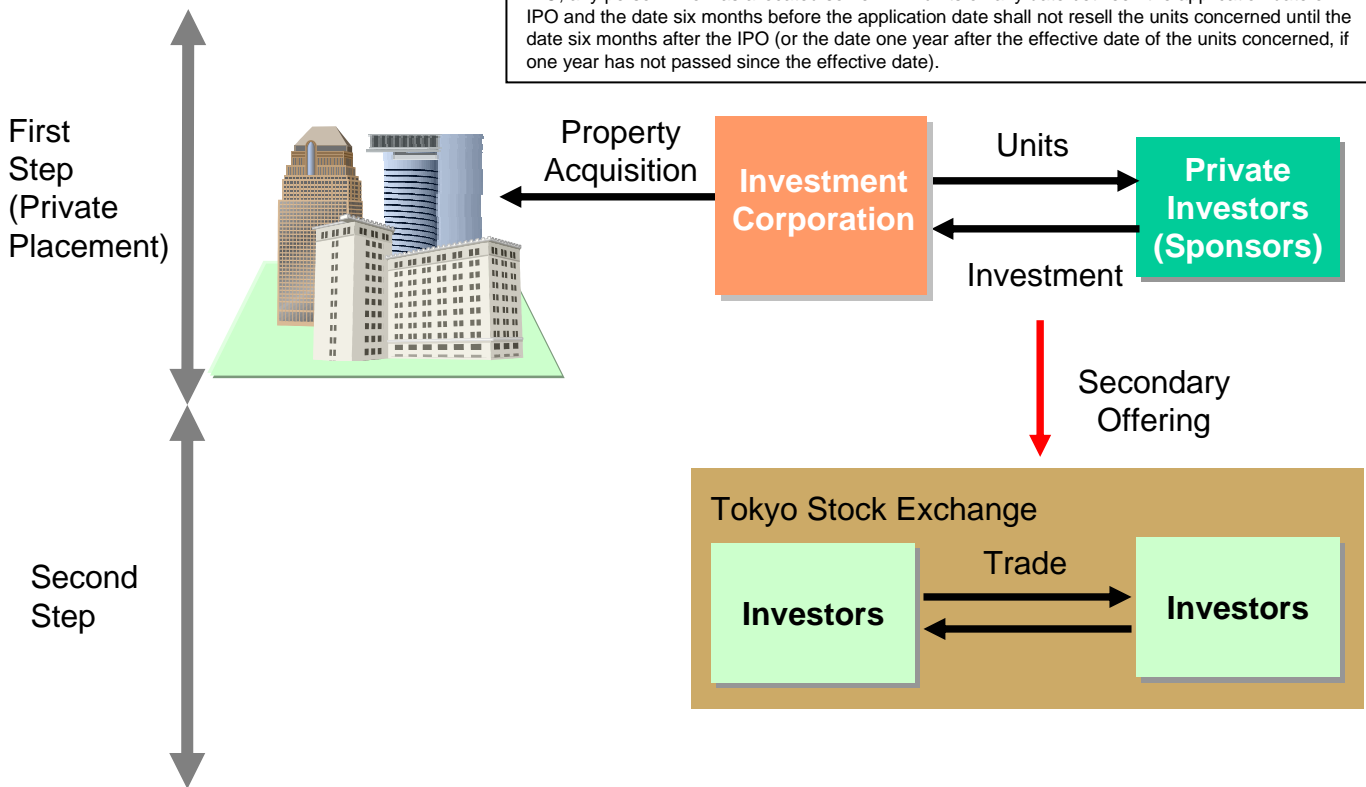 IPO and the date six months before the application date shall not resell the units concerned until the
date six months after the IPO (or the date one year after the effective date of the units concerned, if
one year has not passed since the effective date).
First
Step
(Private
Placement)
Property
Acquisition
Investment
Corporation
Units
Investment
Private
Investors
(Sponsors)
Secondary
Offering
Second
Step
Tokyo Stock Exchange
Investors
Trade
Investors